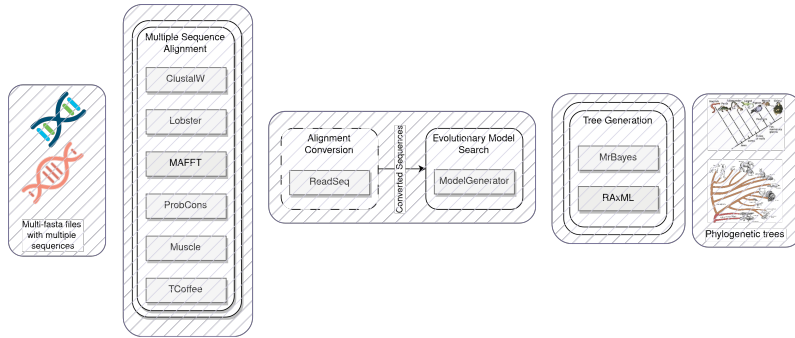 Multi-fasta files
with multiple
sequences
Multiple Sequence
Alignment
ClustalW
Lobster
MAFFT
ProbCons
Muscle
TCoffee
Alignment
Conversion
ReadSeq
Converted Sequences
Evolutionary Model
Search
ModelGenerator
Tree Generation
MrBayes
RAxML
Phylogenetic trees